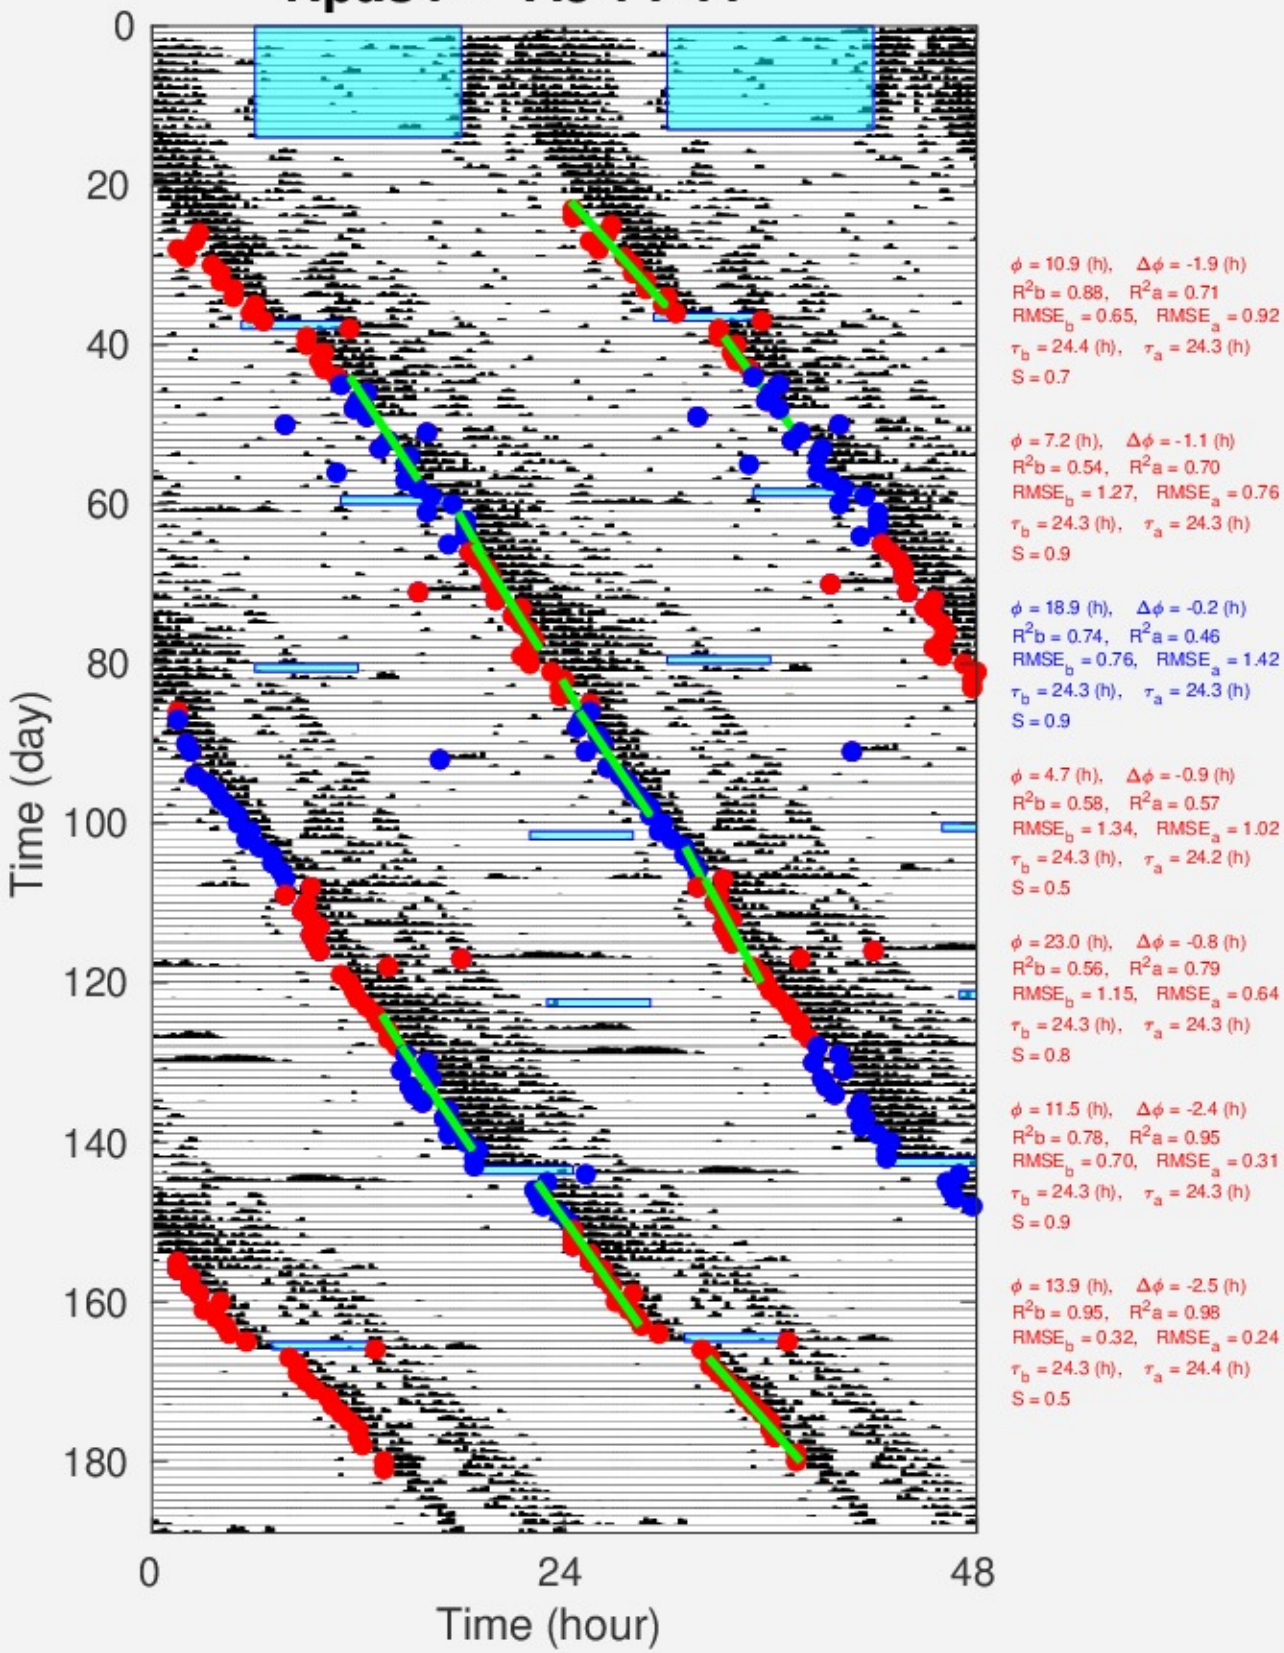 0
20
40
60
80
100
120
140
160
180
Time (day)
0 24 48
Time (hour)
ϕ = 10.9 (h), Δϕ = -1.9 (h)
R²b = 0.88, R²a = 0.71
RMSE_b = 0.65, RMSE_a = 0.92
τ_b = 24.4 (h), τ_a = 24.3 (h)
S = 0.7
ϕ = 7.2 (h), Δϕ = -1.1 (h)
R²b = 0.54, R²a = 0.70
RMSE_b = 1.27, RMSE_a = 0.76
τ_b = 24.3 (h), τ_a = 24.3 (h)
S = 0.9
ϕ = 18.9 (h), Δϕ = -0.2 (h)
R²b = 0.74, R²a = 0.46
RMSE_b = 0.76, RMSE_a = 1.42
τ_b = 24.3 (h), τ_a = 24.3 (h)
S = 0.9
ϕ = 4.7 (h), Δϕ = -0.9 (h)
R²b = 0.58, R²a = 0.57
RMSE_b = 1.34, RMSE_a = 1.02
τ_b = 24.3 (h), τ_a = 24.2 (h)
S = 0.5
ϕ = 23.0 (h), Δϕ = -0.8 (h)
R²b = 0.56, R²a = 0.79
RMSE_b = 1.15, RMSE_a = 0.64
τ_b = 24.3 (h), τ_a = 24.3 (h)
S = 0.8
ϕ = 11.5 (h), Δϕ = -2.4 (h)
R²b = 0.78, R²a = 0.95
RMSE_b = 0.70, RMSE_a = 0.31
τ_b = 24.3 (h), τ_a = 24.3 (h)
S = 0.9
ϕ = 13.9 (h), Δϕ = -2.5 (h)
R²b = 0.95, R²a = 0.98
RMSE_b = 0.32, RMSE_a = 0.24
τ_b = 24.3 (h), τ_a = 24.4 (h)
S = 0.5